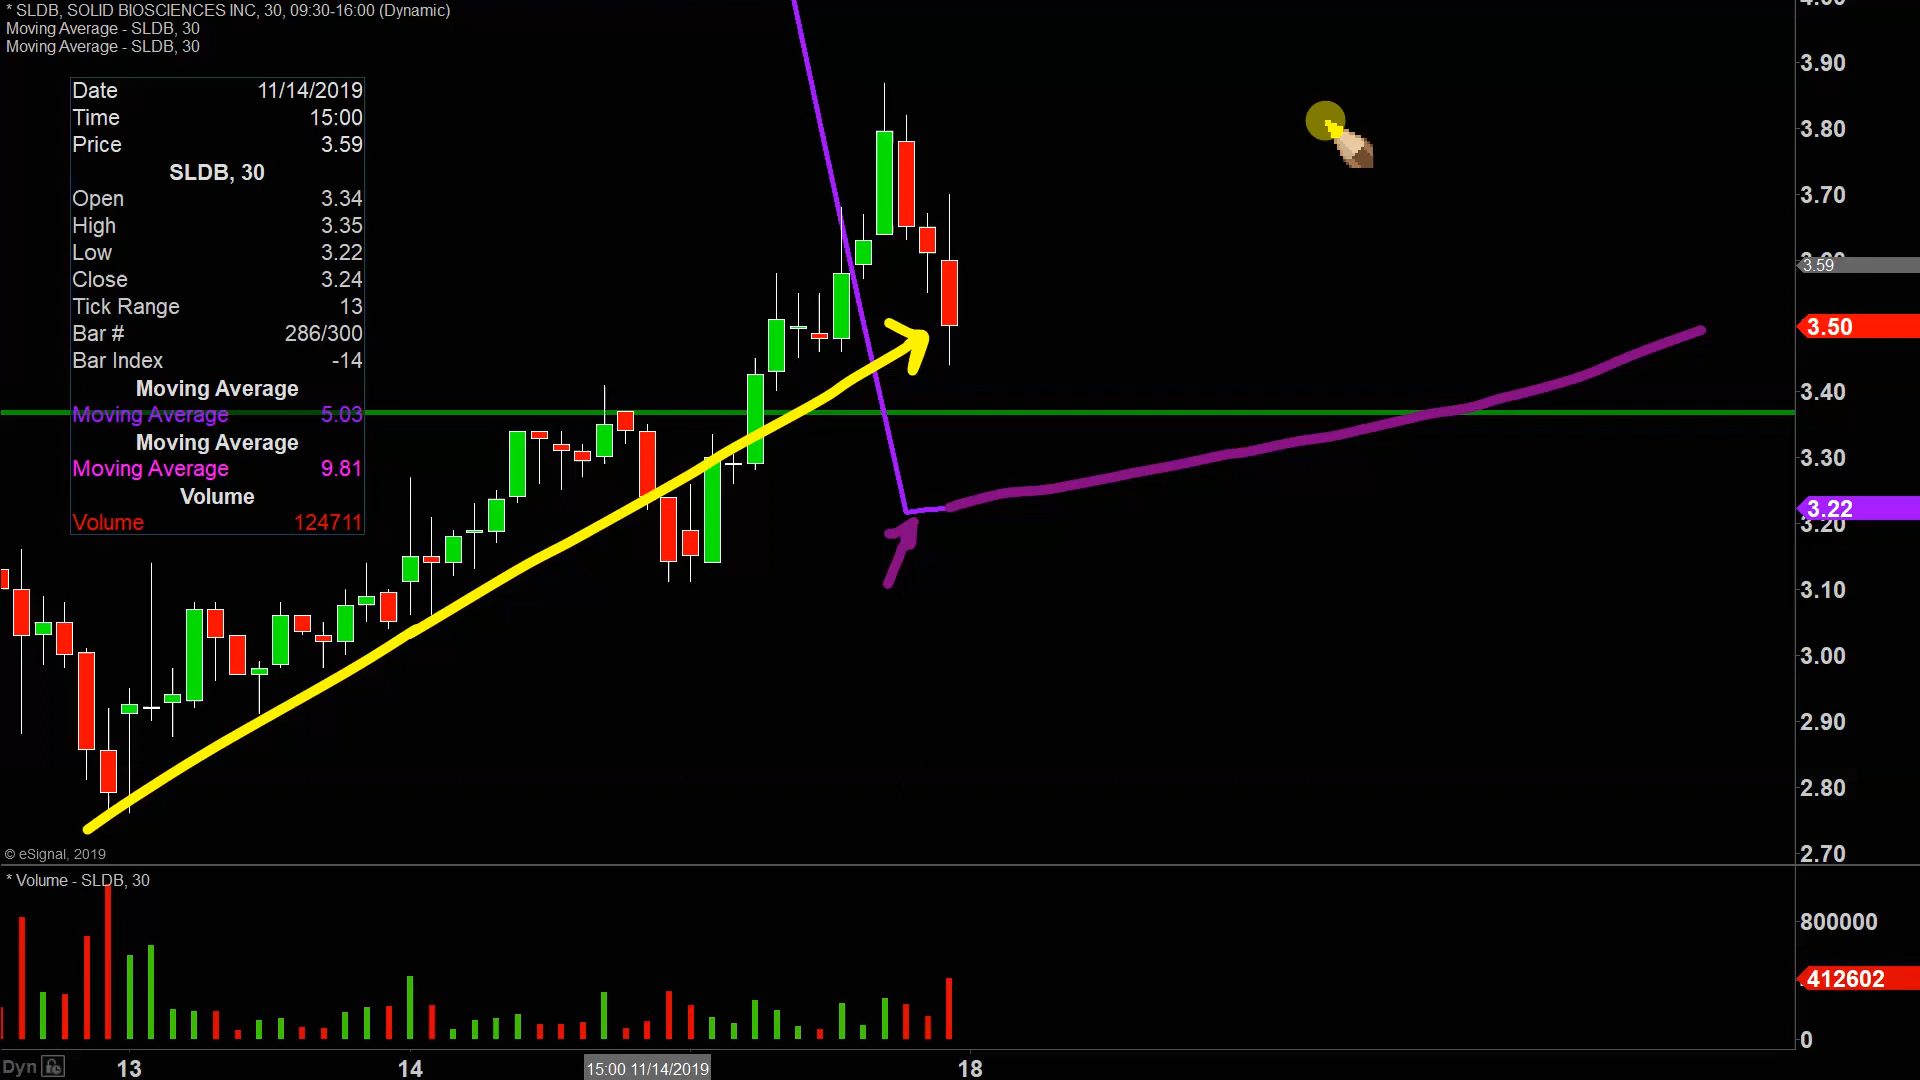 * SLDB, SOLID BIOSCIENCES INC, 30, 09:30-16:00 (Dynamic)
Moving Average - SLDB, 30
Moving Average - SLDB, 30
Date 11/14/2019
Time 15:00
Price 3.59
SLDB, 30
Open 3.34
High 3.35
Low 3.22
Close 3.24
Tick Range 13
Bar # 286/300
Bar Index -14
Moving Average
Moving Average 5.03
Moving Average
Moving Average 9.81
Volume
Volume 124711
3.90
3.80
3.70
3.59
3.50
3.40
3.30
3.22
3.20
3.10
3.00
2.90
2.80
2.70
© eSignal, 2019
* Volume - SLDB, 30
800000
412602
0
Dyn
13 14 15:00 11/14/2019 18